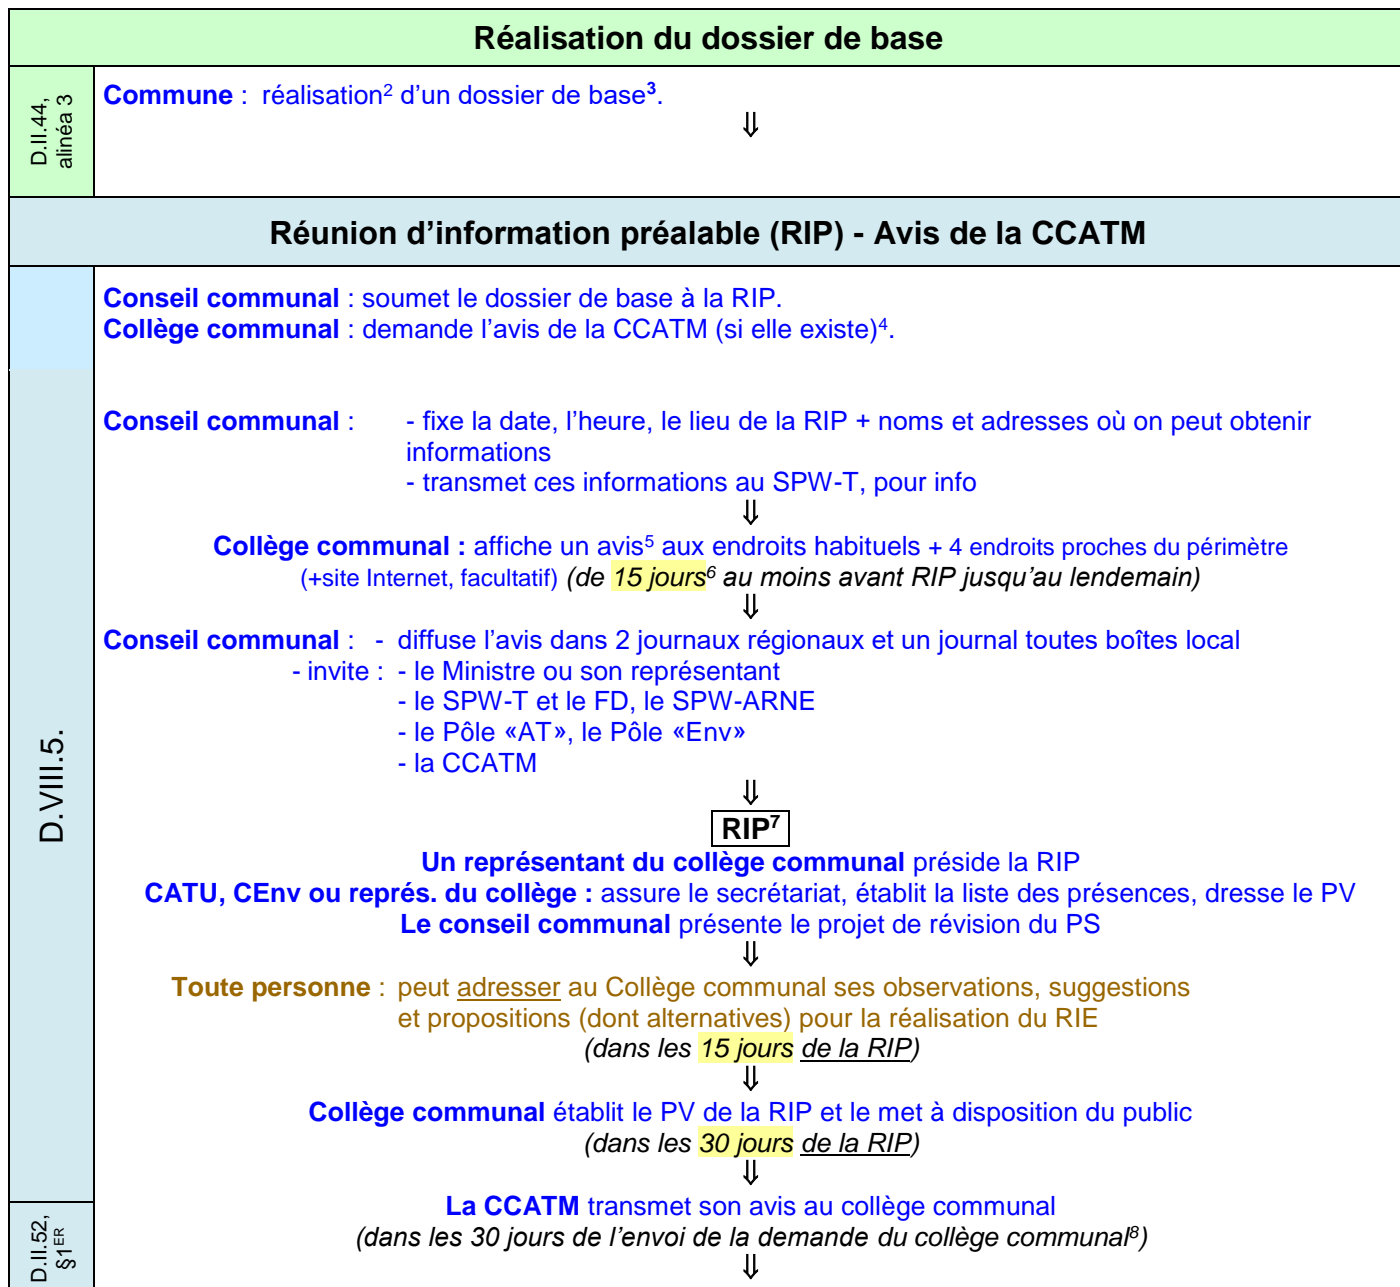 Réalisation du dossier de base
D.II.44,
alinéa 3
Commune : réalisation² d’un dossier de base³.
⇓
Réunion d’information préalable (RIP) - Avis de la CCATM
Conseil communal : soumet le dossier de base à la RIP.
Collège communal : demande l’avis de la CCATM (si elle existe)⁴.
D.VIII.5.
Conseil communal : - fixe la date, l’heure, le lieu de la RIP + noms et adresses où on peut obtenir
informations
- transmet ces informations au SPW-T, pour info
⇓
Collège communal : affiche un avis⁵ aux endroits habituels + 4 endroits proches du périmètre
(+site Internet, facultatif) (de 15 jours⁶ au moins avant RIP jusqu’au lendemain)
⇓
Conseil communal : - diffuse l’avis dans 2 journaux régionaux et un journal toutes boîtes local
- invite : - le Ministre ou son représentant
- le SPW-T et le FD, le SPW-ARNE
- le Pôle «AT», le Pôle «Env»
- la CCATM
⇓
RIP⁷
Un représentant du collège communal préside la RIP
CATU, CEnv ou représ. du collège : assure le secrétariat, établit la liste des présences, dresse le PV
Le conseil communal présente le projet de révision du PS
⇓
Toute personne : peut adresser au Collège communal ses observations, suggestions
et propositions (dont alternatives) pour la réalisation du RIE
(dans les 15 jours de la RIP)
⇓
Collège communal établit le PV de la RIP et le met à disposition du public
(dans les 30 jours de la RIP)
⇓
D.II.52,
§1ER
La CCATM transmet son avis au collège communal
(dans les 30 jours de l’envoi de la demande du collège communal⁸)
⇓